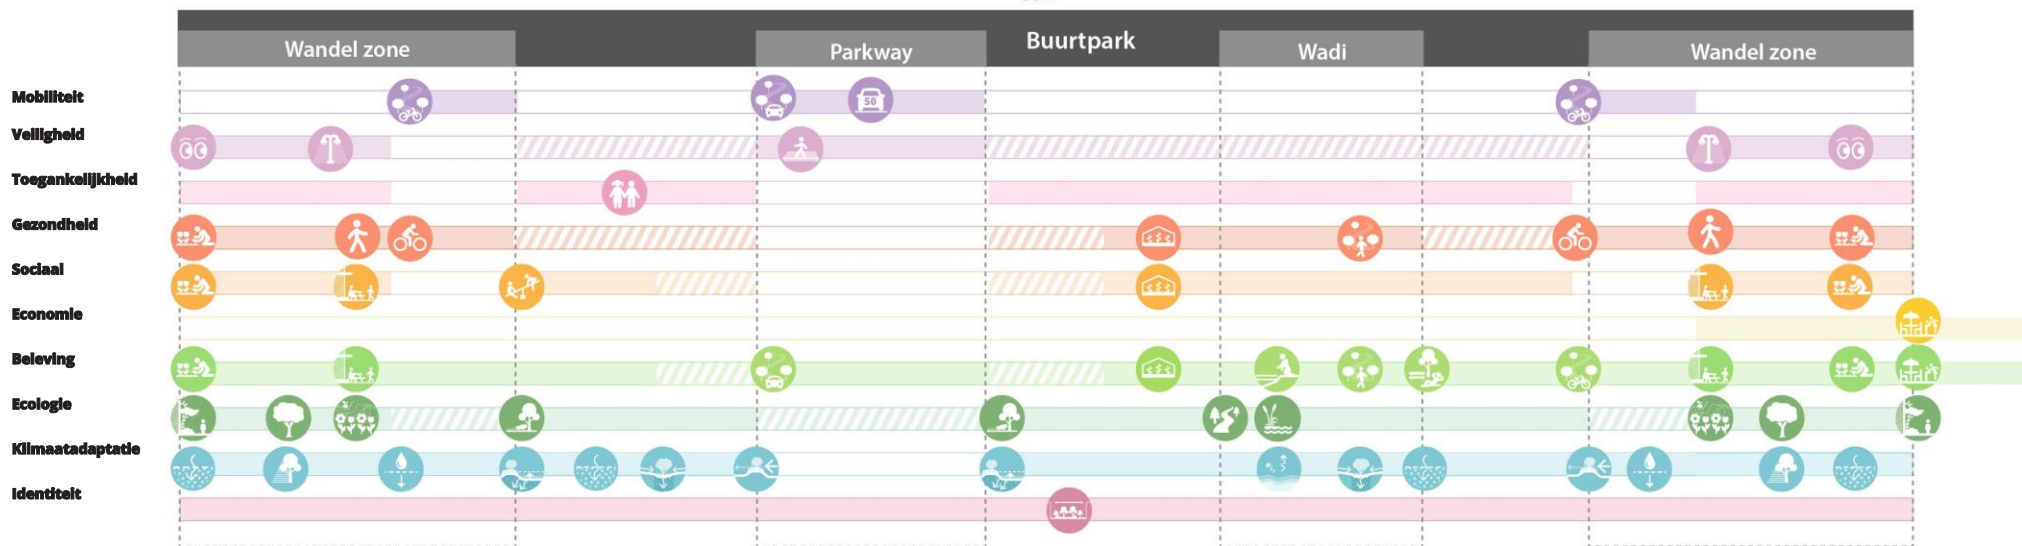 Buurtpark
Wandel zone
Parkway
Wadi
Wandel zone
Mobiliteit
50
Veiligheid
Toegankelijkheid
Gezondheid
Sociaal
Economie
Beleving
Ecologie
Klimaatadaptatie
Identiteit